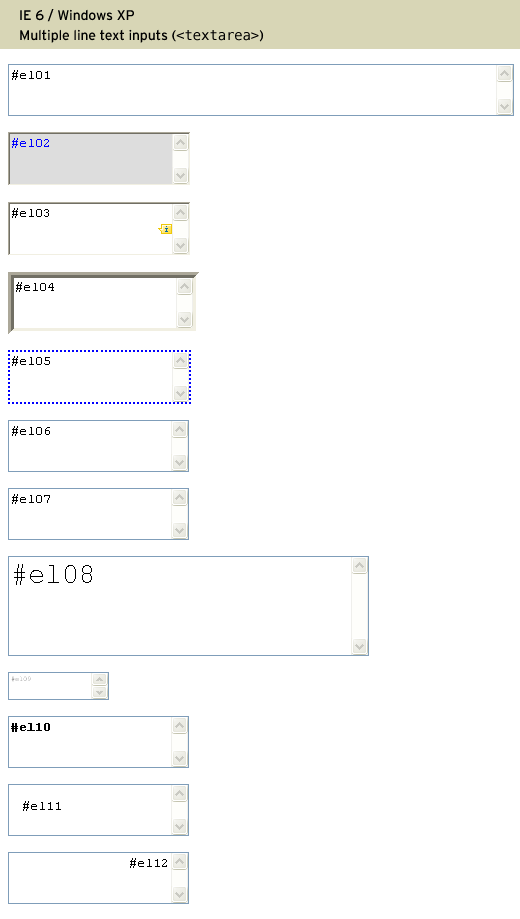 IE 6 / Windows XP
Multiple line text inputs (<textarea>)
#el01
#el02
#el03
i
#el04
#el05
#el06
#el07
#el08
#el09
#el10
#el11
#el12